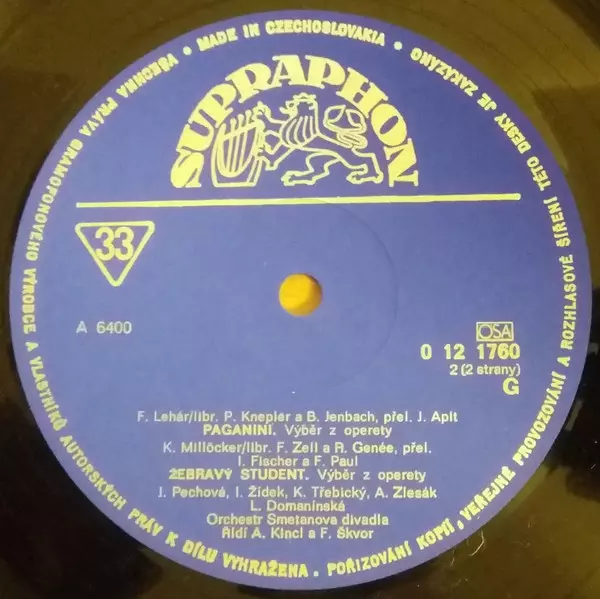 VŠECHNA PRÁVA GRAMOFONOVÉHO VÝROBCE A VLASTNÍKŮ AUTORSKÝCH PRÁV K DÍLU VYHRAŽENA . POŘIZOVÁNÍ KOPIÍ, VEŘEJNÉ PROVOZOVÁNÍ A ROZHLASOVÉ ŠÍŘENÍ TÉTO DESKY JE ZAKÁZÁNO . MADE IN CZECHOSLOVAKIA .
SUPRAPHON
33
A 6400
OSA
0 12 1760
2 (2 strany)
G
F. Lehár/libr. P. Knepler a B. Jenbach, přel. J. Aplt
PAGANINI. Výběr z operety
K. Millöcker/libr. F. Zell a R. Genée, přel.
I. Fischer a F. Paul
ŽEBRAVÝ STUDENT. Výběr z operety
J. Pechová, I. Žídek, K. Třebický, A. Zlesák
L. Domanínská
Orchestr Smetanova divadla
Řídí A. Kincl a F. Škvor